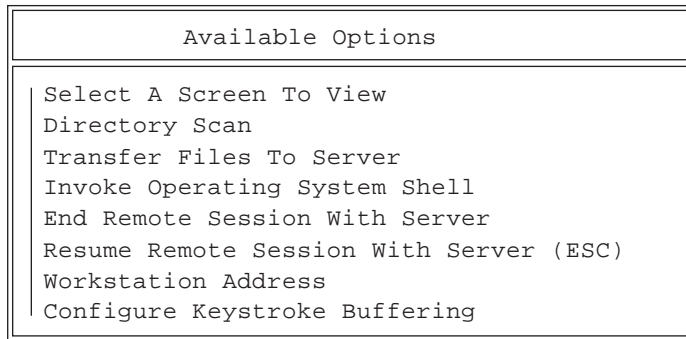 Available Options
Select A Screen To View
Directory Scan
Transfer Files To Server
Invoke Operating System Shell
End Remote Session With Server
Resume Remote Session With Server (ESC)
Workstation Address
Configure Keystroke Buffering